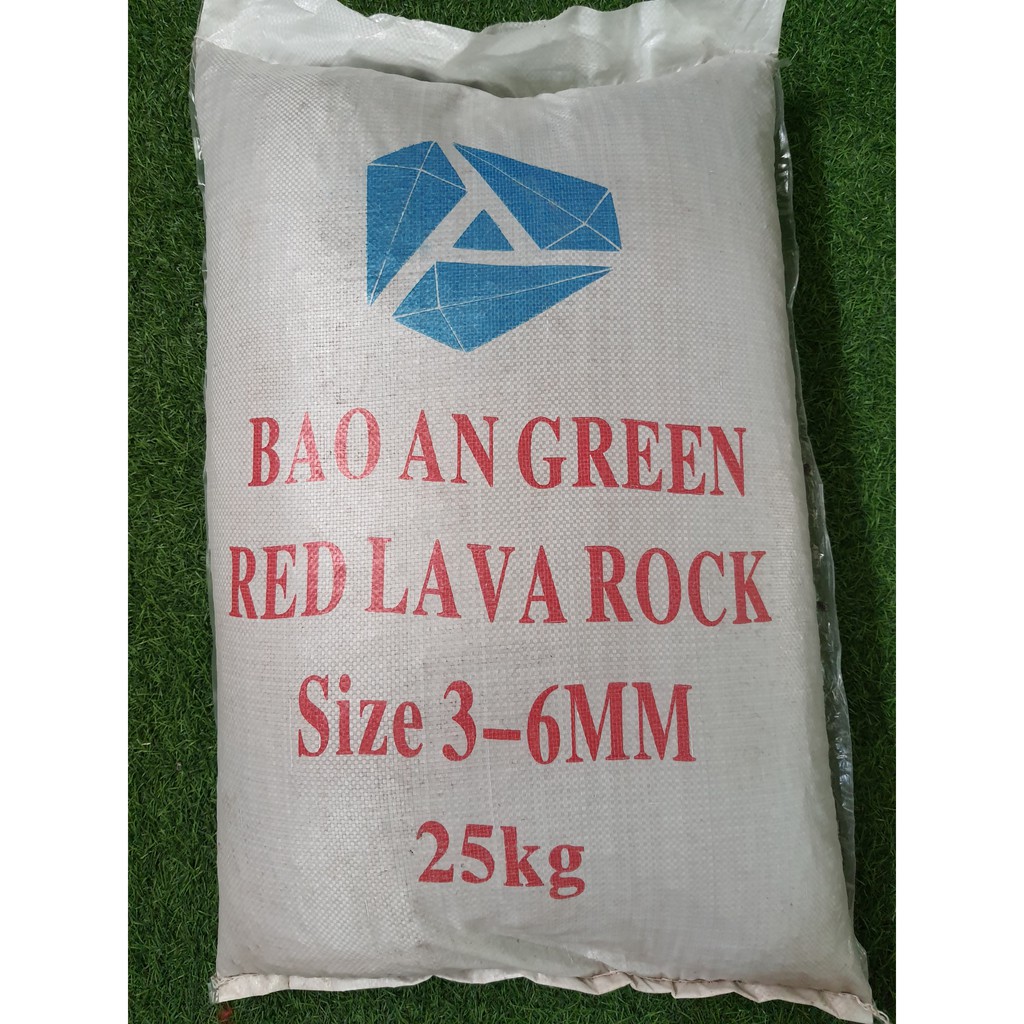 BAO AN GREEN
RED LAVA ROCK
Size 3-6MM
25kg